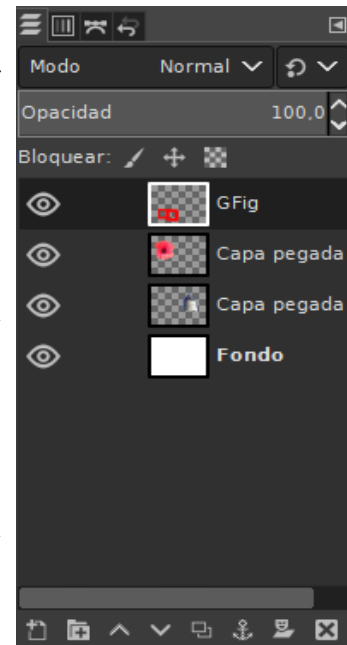 Modo Normal
Opacidad 100,0
Bloquear:
GFig
Capa pegada
Capa pegada
Fondo